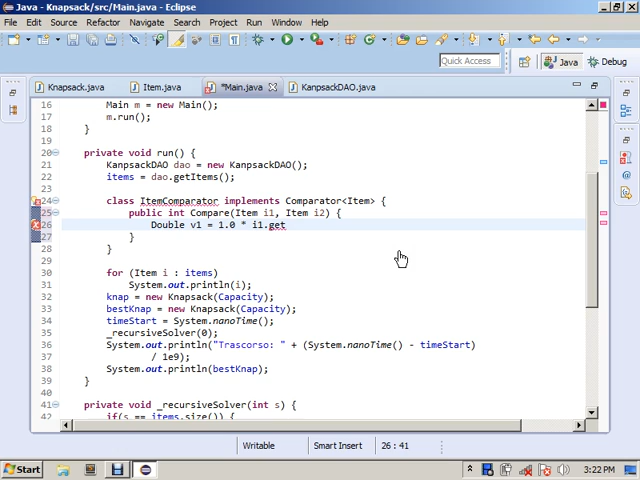 Java - Knapsack/src/Main.java - Eclipse
File Edit Source Refactor Navigate Search Project Run Window Help
Quick Access
Java
Debug
Knapsack.java
Item.java
*Main.java
KanpsackDAO.java
16 Main m = new Main();
17 m.run();
18 }
19
20 private void run() {
21 KanpsackDAO dao = new KanpsackDAO();
22 items = dao.getItems();
23
24 class ItemComparator implements Comparator<Item> {
25 public int Compare(Item i1, Item i2) {
26 Double v1 = 1.0 * i1.get
27 }
28 }
29
30 for (Item i : items)
31 System.out.println(i);
32 knap = new Knapsack(Capacity);
33 bestKnap = new Knapsack(Capacity);
34 timeStart = System.nanoTime();
35 _recursiveSolver(0);
36 System.out.println("Trascorso: " + (System.nanoTime() - timeStart)
37 / 1e9);
38 System.out.println(bestKnap);
39 }
40
41 private void _recursiveSolver(int s) {
42 if(s == items.size()) {
Writable
Smart Insert
26 : 41
Start
3:22 PM